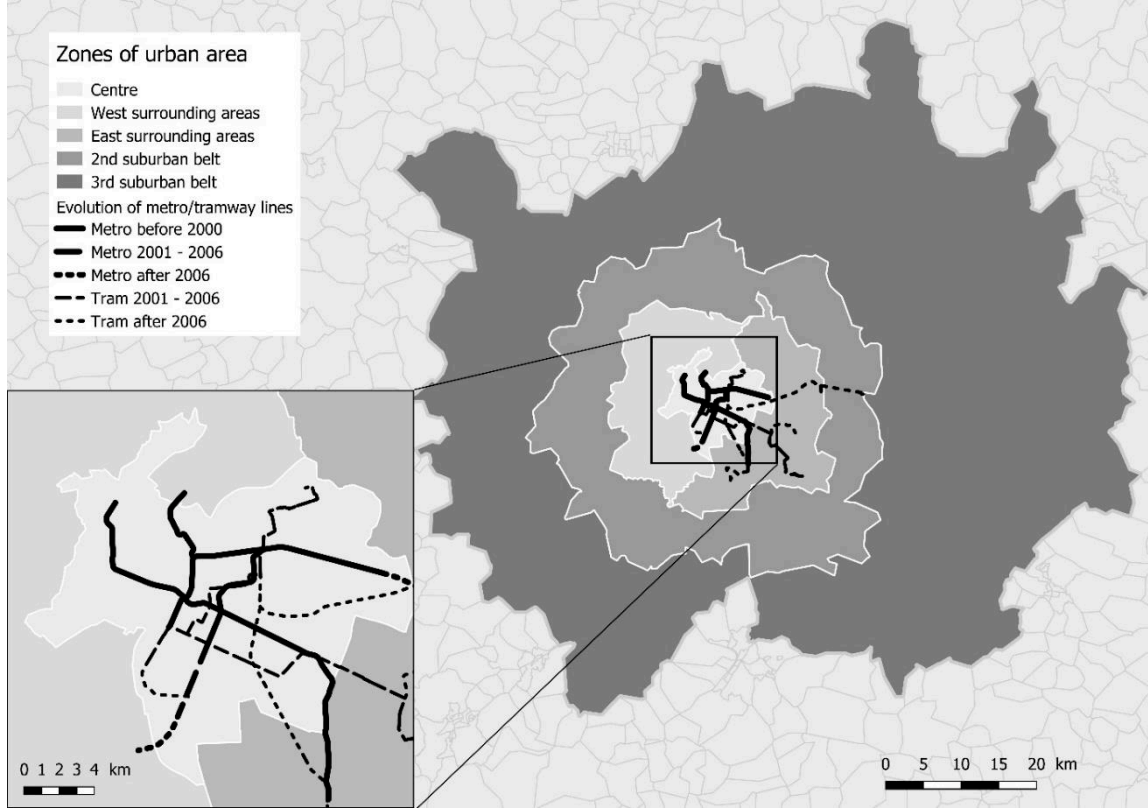 Zones of urban area
Centre
West surrounding areas
East surrounding areas
2nd suburban belt
3rd suburban belt
Evolution of metro/tramway lines
Metro before 2000
Metro 2001 - 2006
Metro after 2006
Tram 2001 - 2006
Tram after 2006
0 1 2 3 4 km
0 5 10 15 20 km